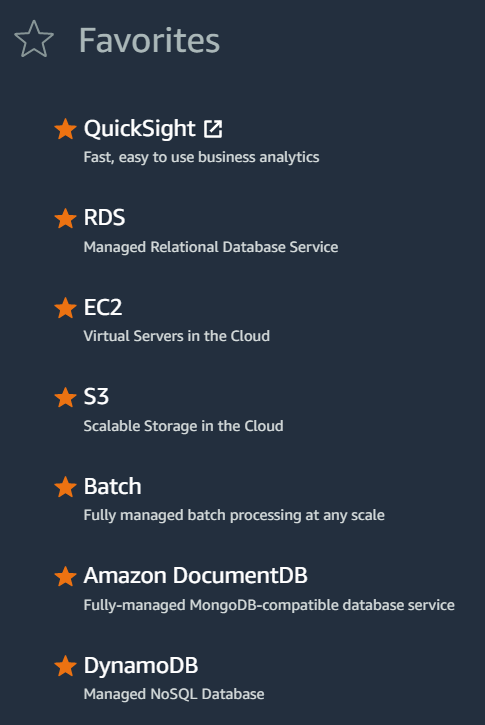 Favorites
QuickSight
Fast, easy to use business analytics
RDS
Managed Relational Database Service
EC2
Virtual Servers in the Cloud
S3
Scalable Storage in the Cloud
Batch
Fully managed batch processing at any scale
Amazon DocumentDB
Fully-managed MongoDB-compatible database service
DynamoDB
Managed NoSQL Database